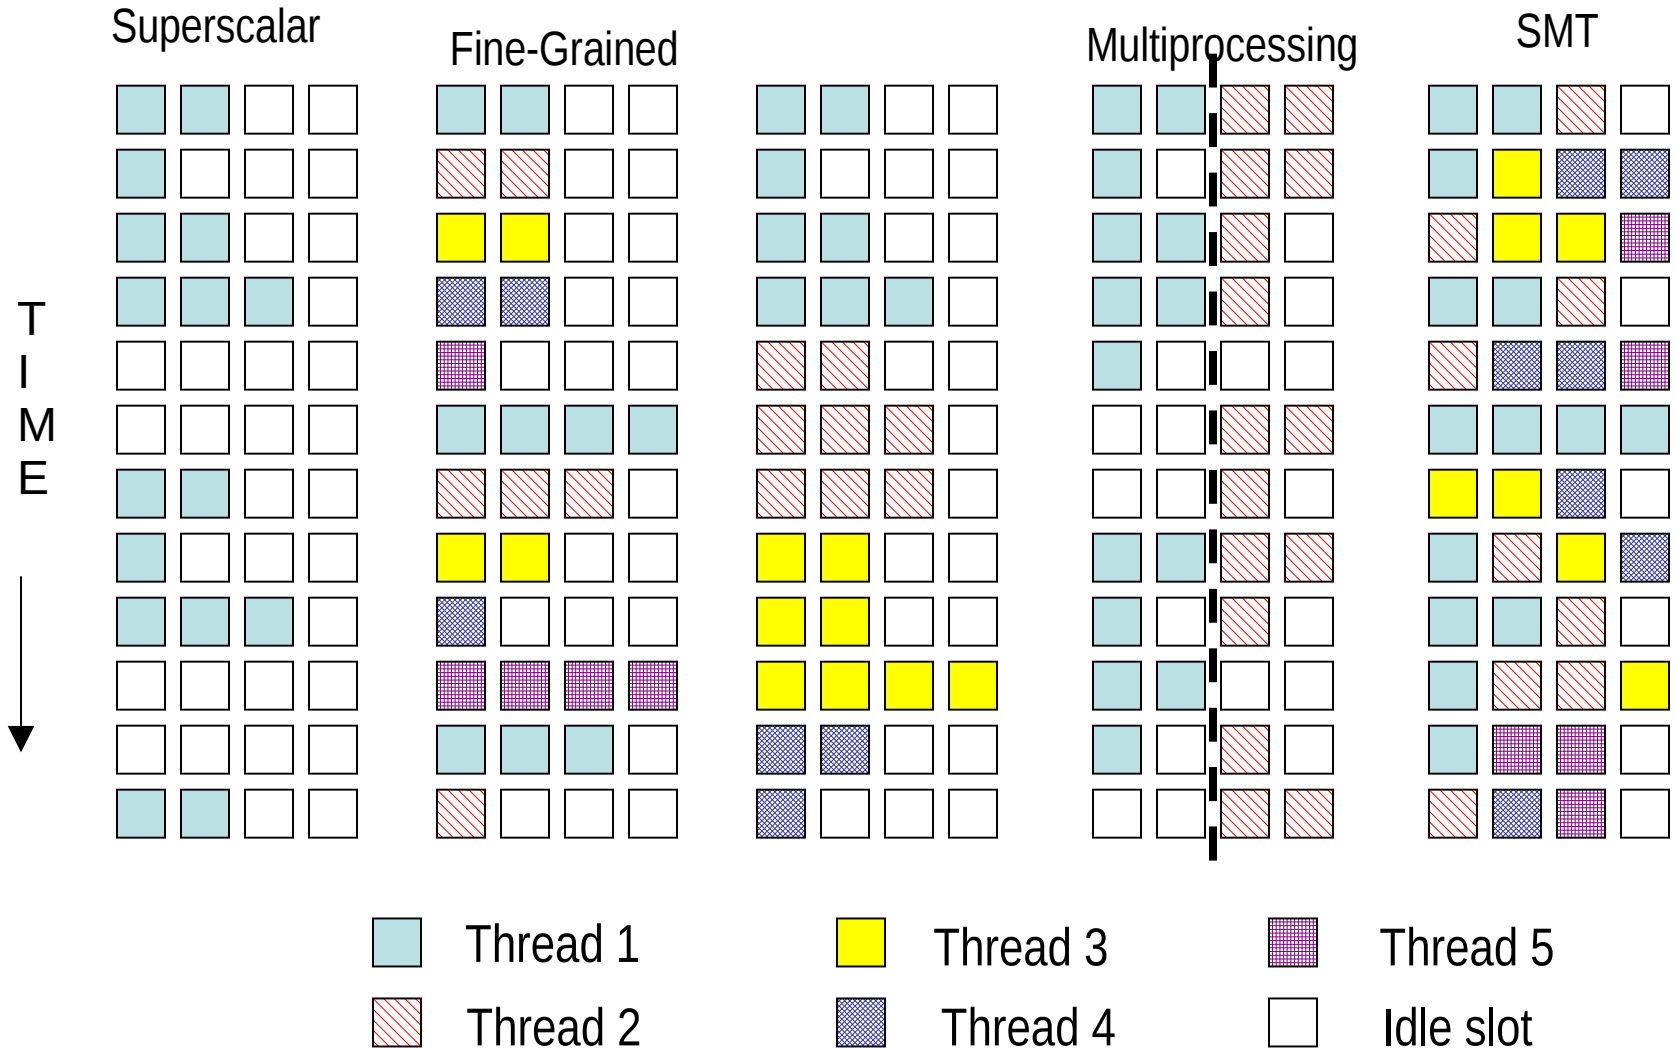 Superscalar
Fine-Grained
Multiprocessing
SMT
T
I
M
E
Thread 1
Thread 3
Thread 5
Thread 2
Thread 4
Idle slot